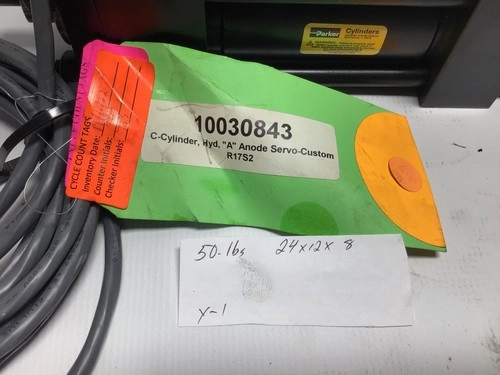 Parker
Cylinders
CYCLE COUNT TAGS
Inventory Date:
Counter Initials:
Checker Initials:
10030843
C-Cylinder, Hyd, "A" Anode Servo-Custom
R17S2
50-lbs 24x12x8
Y-1